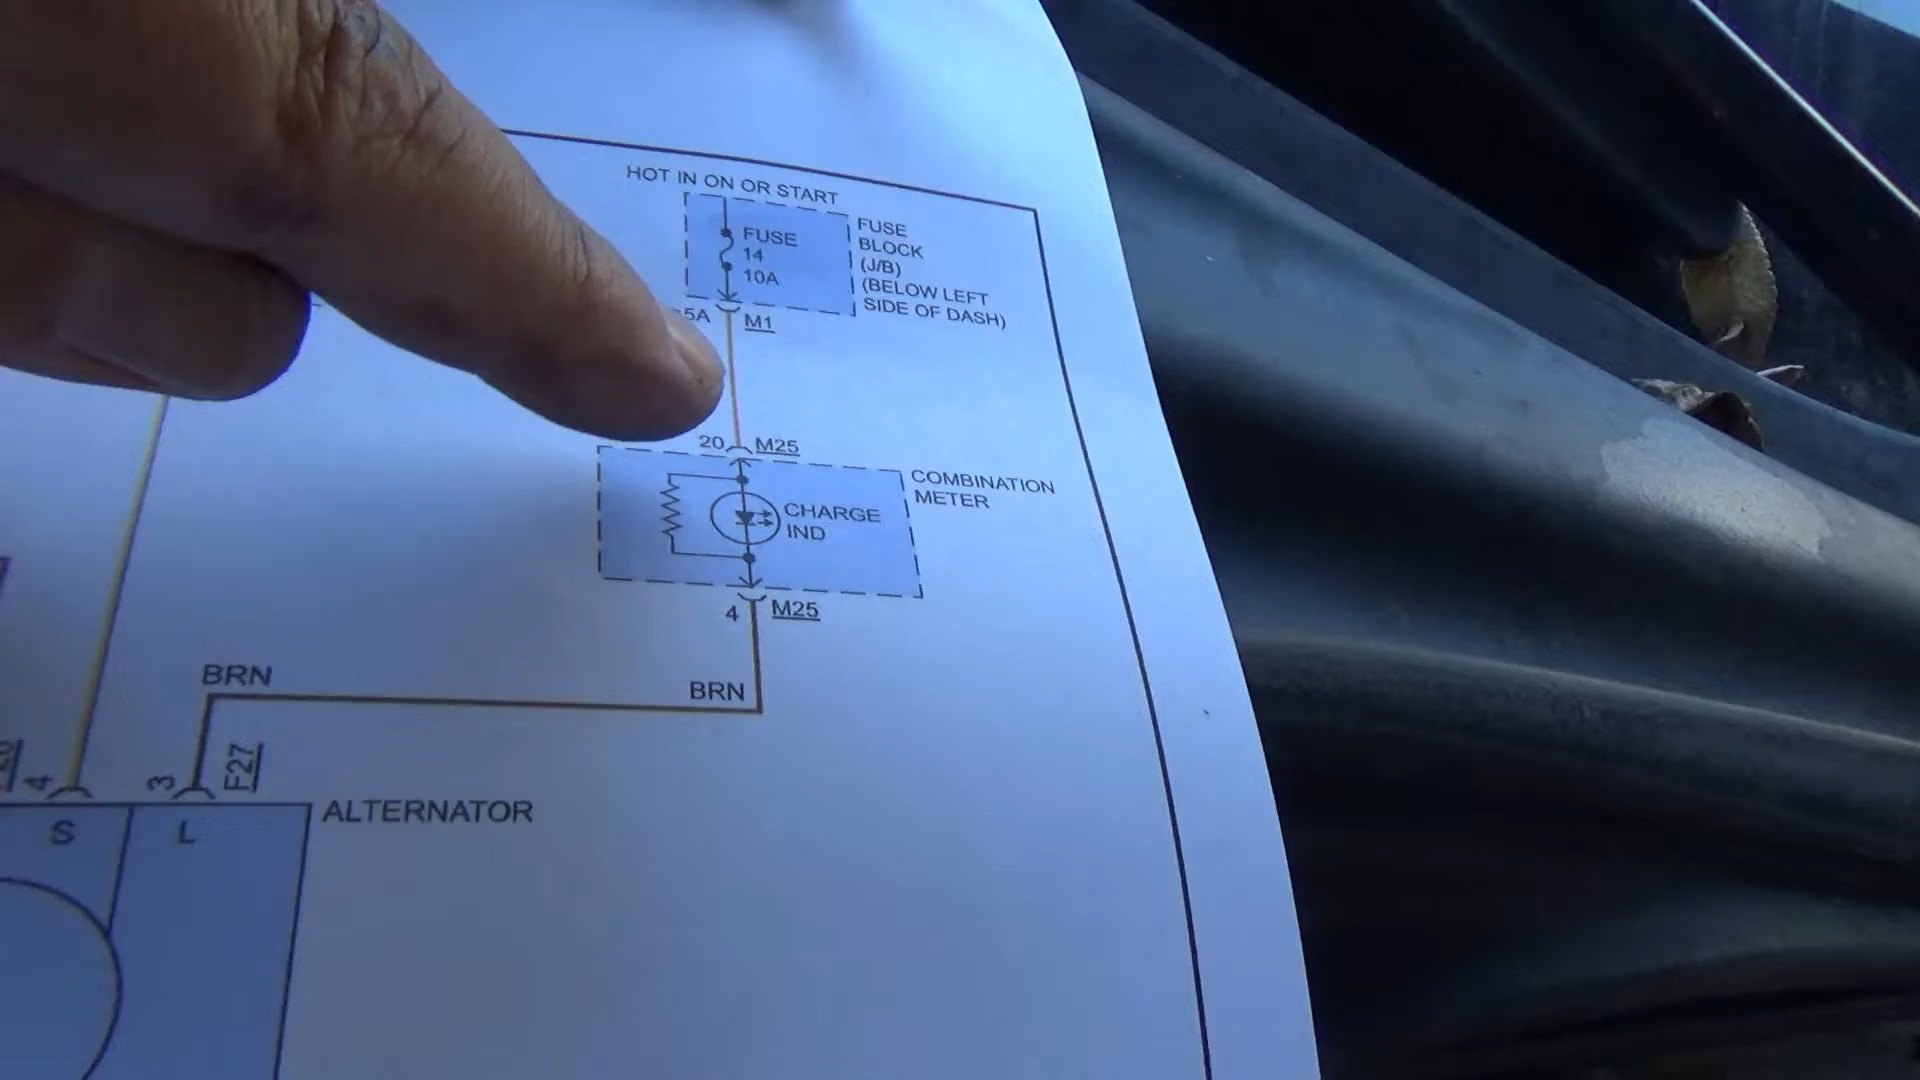 HOT IN ON OR START
FUSE
14
10A
FUSE
BLOCK
(J/B)
(BELOW LEFT
SIDE OF DASH)
5A
M1
20
M25
CHARGE
IND
COMBINATION
METER
4
M25
BRN
BRN
4
3
F27
S
L
ALTERNATOR